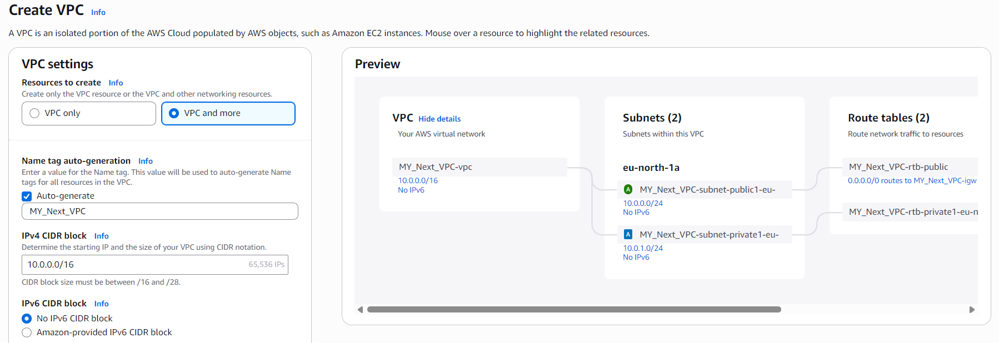 Create VPC Info
A VPC is an isolated portion of the AWS Cloud populated by AWS objects, such as Amazon EC2 instances. Mouse over a resource to highlight the related resources.
VPC settings
Resources to create Info
Create only the VPC resource or the VPC and other networking resources.
VPC only
VPC and more
Name tag auto-generation Info
Enter a value for the Name tag. This value will be used to auto-generate Name
tags for all resources in the VPC.
Auto-generate
MY_Next_VPC
IPv4 CIDR block Info
Determine the starting IP and the size of your VPC using CIDR notation.
10.0.0.0/16 65,536 IPs
CIDR block size must be between /16 and /28.
IPv6 CIDR block Info
No IPv6 CIDR block
Amazon-provided IPv6 CIDR block
Preview
VPC Hide details
Your AWS virtual network
MY_Next_VPC-vpc
10.0.0.0/16
No IPv6
Subnets (2)
Subnets within this VPC
eu-north-1a
A MY_Next_VPC-subnet-public1-eu-
10.0.0.0/24
No IPv6
A MY_Next_VPC-subnet-private1-eu-
10.0.1.0/24
No IPv6
Route tables (2)
Route network traffic to resources
MY_Next_VPC-rtb-public
0.0.0.0/0 routes to MY_Next_VPC-igw
MY_Next_VPC-rtb-private1-eu-n